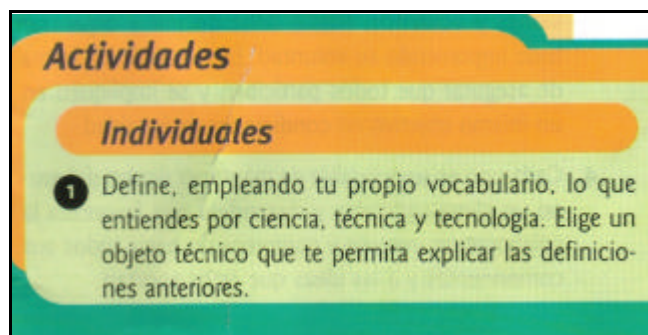 Actividades
Individuales
1 Define, empleando tu propio vocabulario, lo que
entiendes por ciencia, técnica y tecnología. Elige un
objeto técnico que te permita explicar las definicio-
nes anteriores.